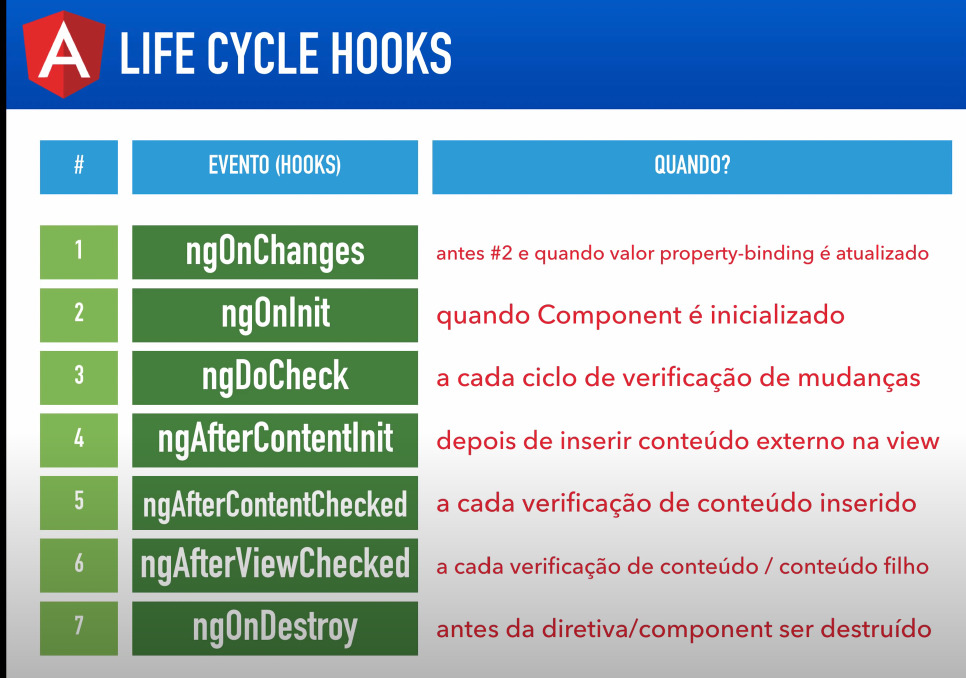 A LIFE CYCLE HOOKS
# EVENTO (HOOKS) QUANDO?
1 ngOnChanges antes #2 e quando valor property-binding é atualizado
2 ngOnInit quando Component é inicializado
3 ngDoCheck a cada ciclo de verificação de mudanças
4 ngAfterContentInit depois de inserir conteúdo externo na view
5 ngAfterContentChecked a cada verificação de conteúdo inserido
6 ngAfterViewChecked a cada verificação de conteúdo / conteúdo filho
7 ngOnDestroy antes da diretiva/component ser destruído